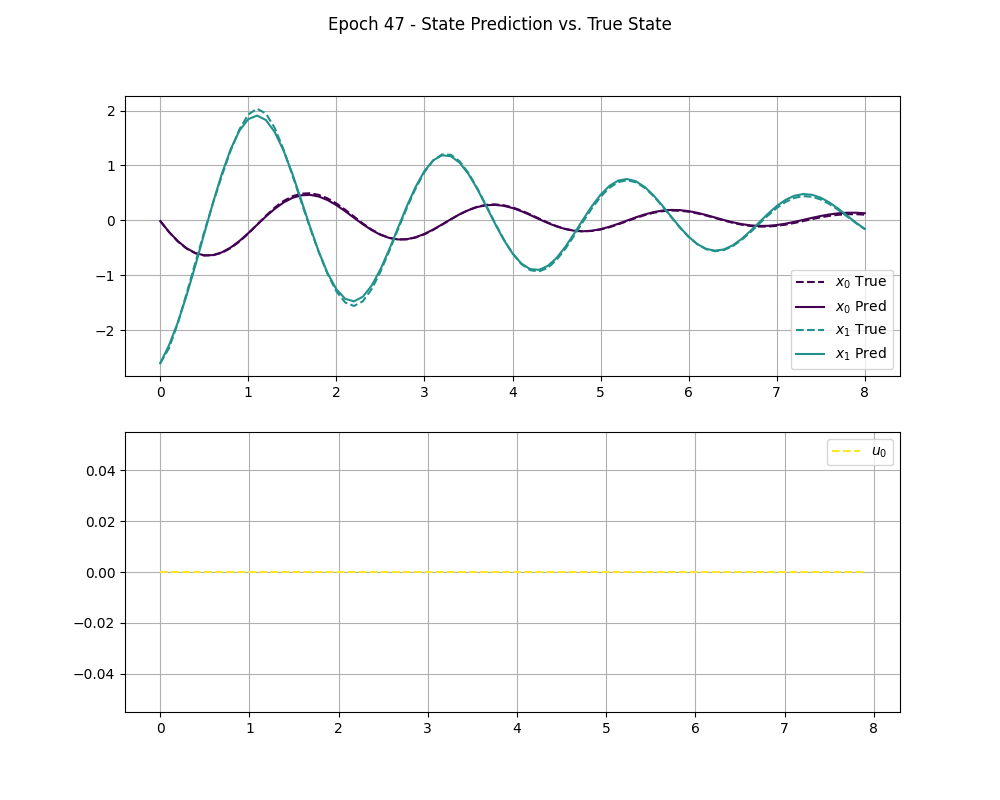 Epoch 47 - State Prediction vs. True State
2
1
0
−1
−2
x₀ True
x₀ Pred
x₁ True
x₁ Pred
0 1 2 3 4 5 6 7 8
0.04
0.02
0.00
−0.02
−0.04
u₀
0 1 2 3 4 5 6 7 8